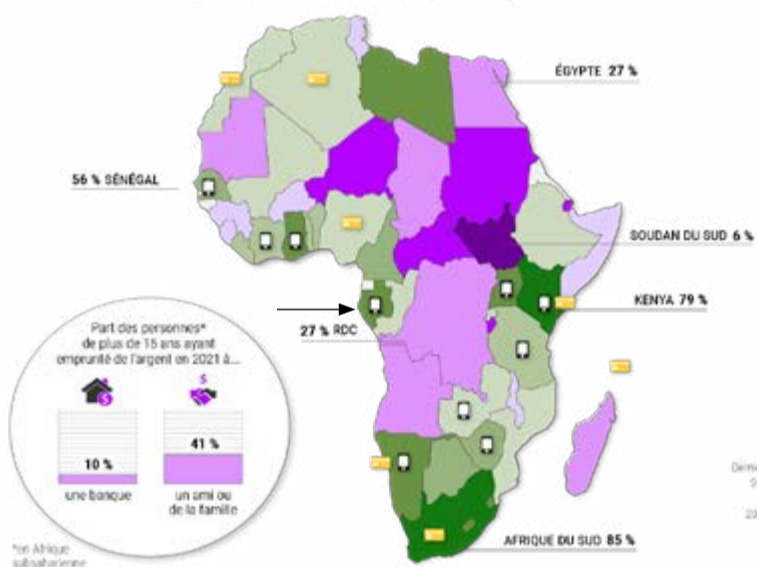 ÉGYPTE 27 %
56 % SÉNÉGAL
SOUDAN DU SUD 6 %
KENYA 79 %
27 % RDC
Part des personnes*
de plus de 15 ans ayant
emprunté de l'argent en 2021 à...
$
$
10 %
41 %
une banque
un ami ou
de la famille
AFRIQUE DU SUD 85 %
*en Afrique
subsaharienne